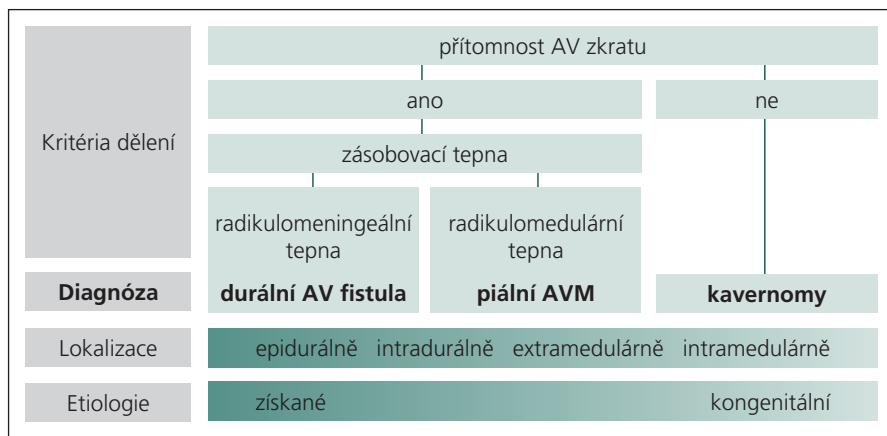 přítomnost AV zkratu
ano
ne
Kritéria dělení
zásobovací tepna
radikulomeningeální
tepna
radikulomedulární
tepna
Diagnóza
durální AV fistula
piální AVM
kavernomy
Lokalizace
epidurálně intradurálně extramedulárně intramedulárně
Etiologie
získané
kongenitální